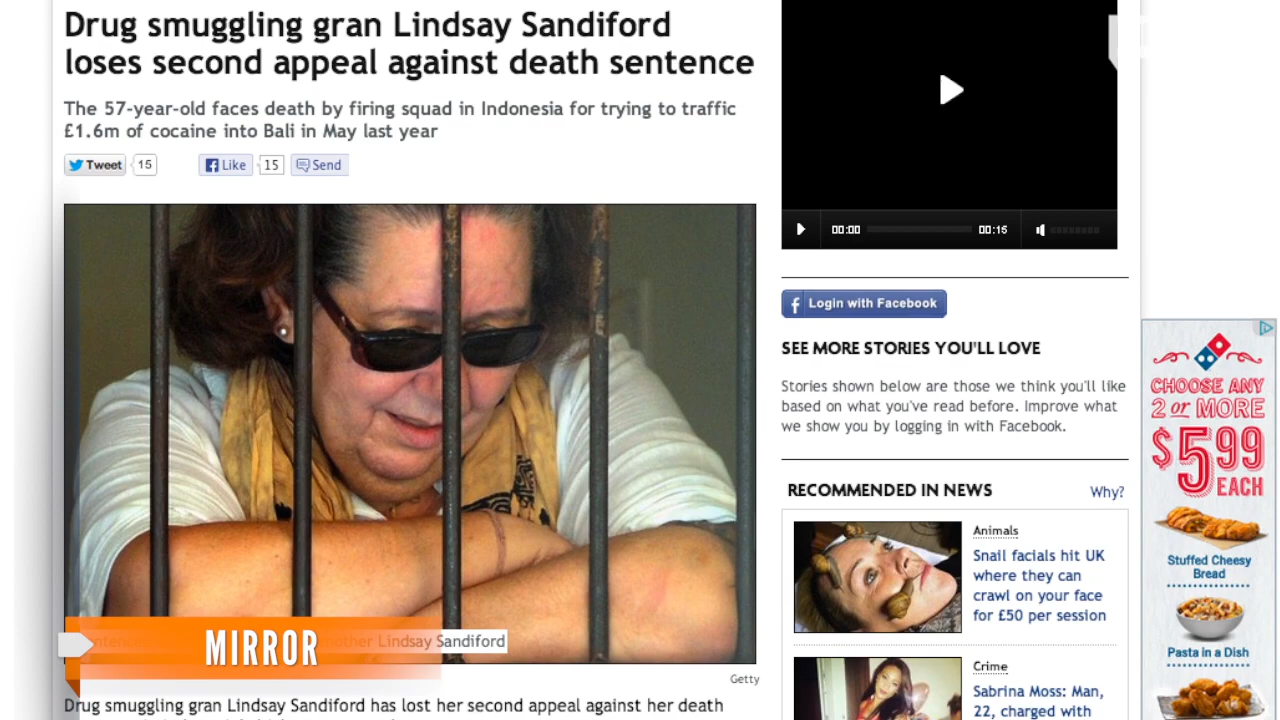 Drug smuggling gran Lindsay Sandiford
loses second appeal against death sentence
The 57-year-old faces death by firing squad in Indonesia for trying to traffic
£1.6m of cocaine into Bali in May last year
Tweet 15 Like 15 Send
Lindsay Sandiford
MIRROR
Getty
Drug smuggling gran Lindsay Sandiford has lost her second appeal against her death
00:00 00:16
Login with Facebook
SEE MORE STORIES YOU'LL LOVE
Stories shown below are those we think you'll like
based on what you've read before. Improve what
we show you by logging in with Facebook.
RECOMMENDED IN NEWS Why?
Animals
Snail facials hit UK
where they can
crawl on your face
for £50 per session
Crime
Sabrina Moss: Man,
22, charged with
CHOOSE ANY
2 or MORE
$5.99
EACH
Stuffed Cheesy
Bread
Pasta in a Dish